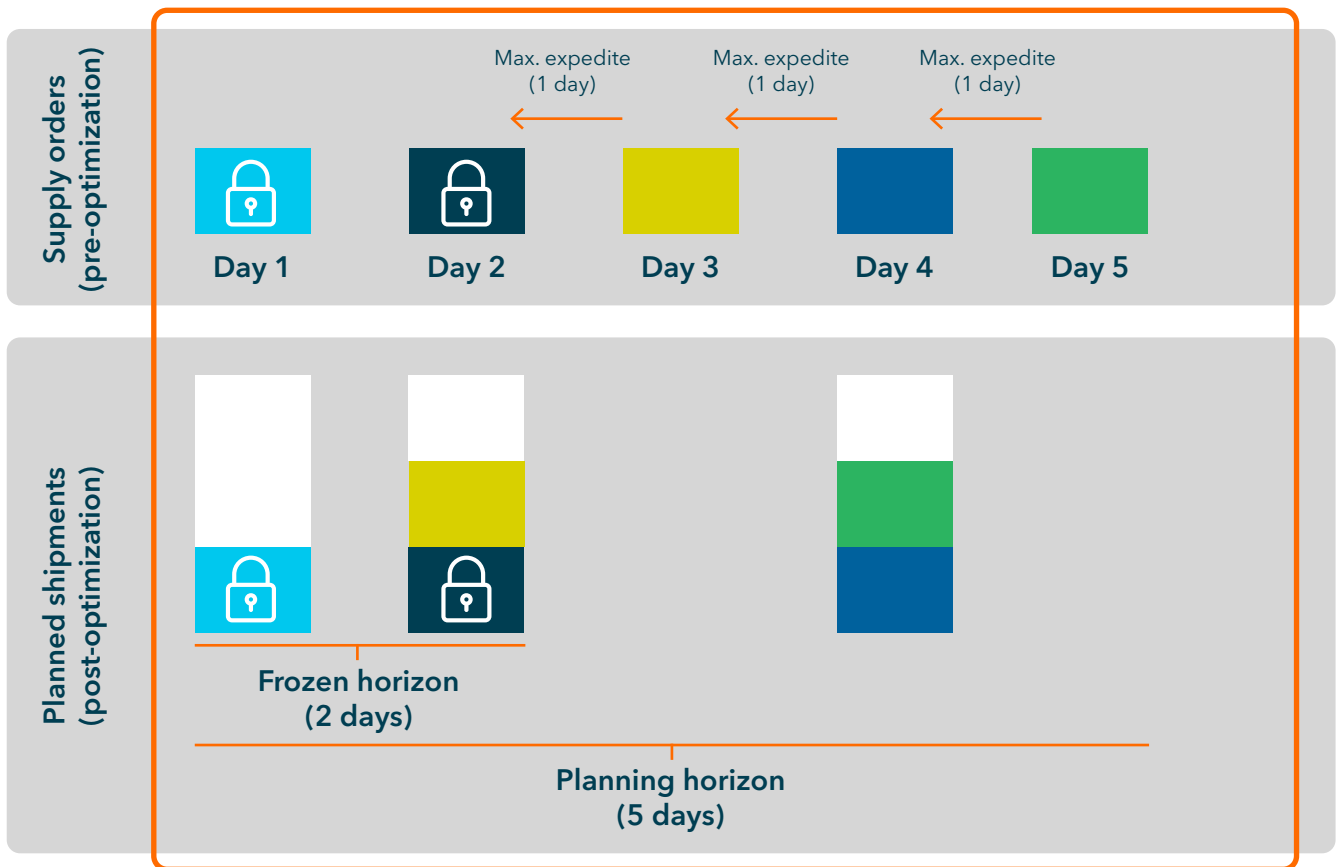 Supply orders
(pre-optimization)
Max. expedite
(1 day)
Max. expedite
(1 day)
Max. expedite
(1 day)
Day 1
Day 2
Day 3
Day 4
Day 5
Planned shipments
(post-optimization)
Frozen horizon
(2 days)
Planning horizon
(5 days)